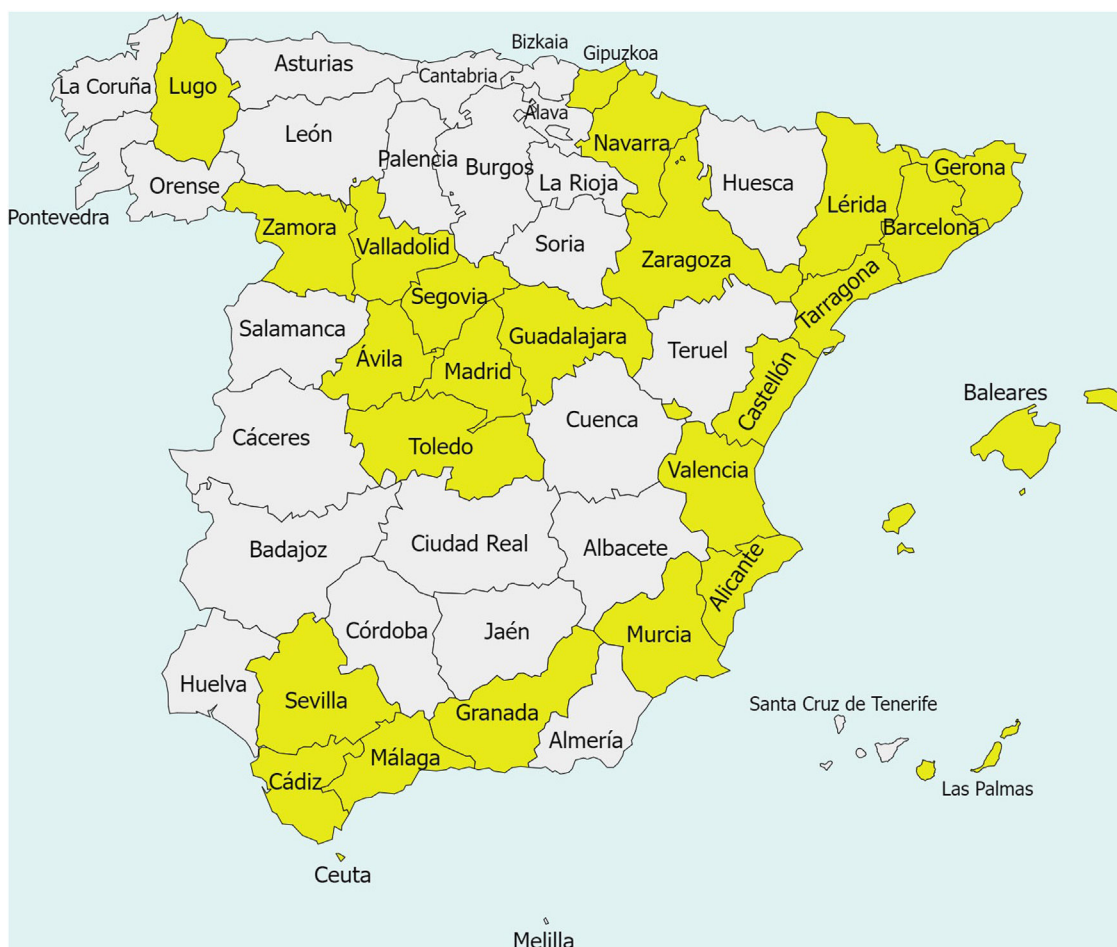 Bizkaia
Gipuzkoa
Asturias
Cantabria
La Coruña
Lugo
Álava
León
Navarra
Palencia
Burgos
Gerona
La Rioja
Huesca
Orense
Lérida
Pontevedra
Zamora
Barcelona
Valladolid
Soria
Zaragoza
Segovia
Tarragona
Salamanca
Guadalajara
Teruel
Ávila
Madrid
Castellón
Baleares
Cuenca
Cáceres
Toledo
Valencia
Ciudad Real
Albacete
Badajoz
Alicante
Córdoba
Jaén
Murcia
Huelva
Sevilla
Santa Cruz de Tenerife
Granada
Almería
Málaga
Cádiz
Las Palmas
Ceuta
Melilla